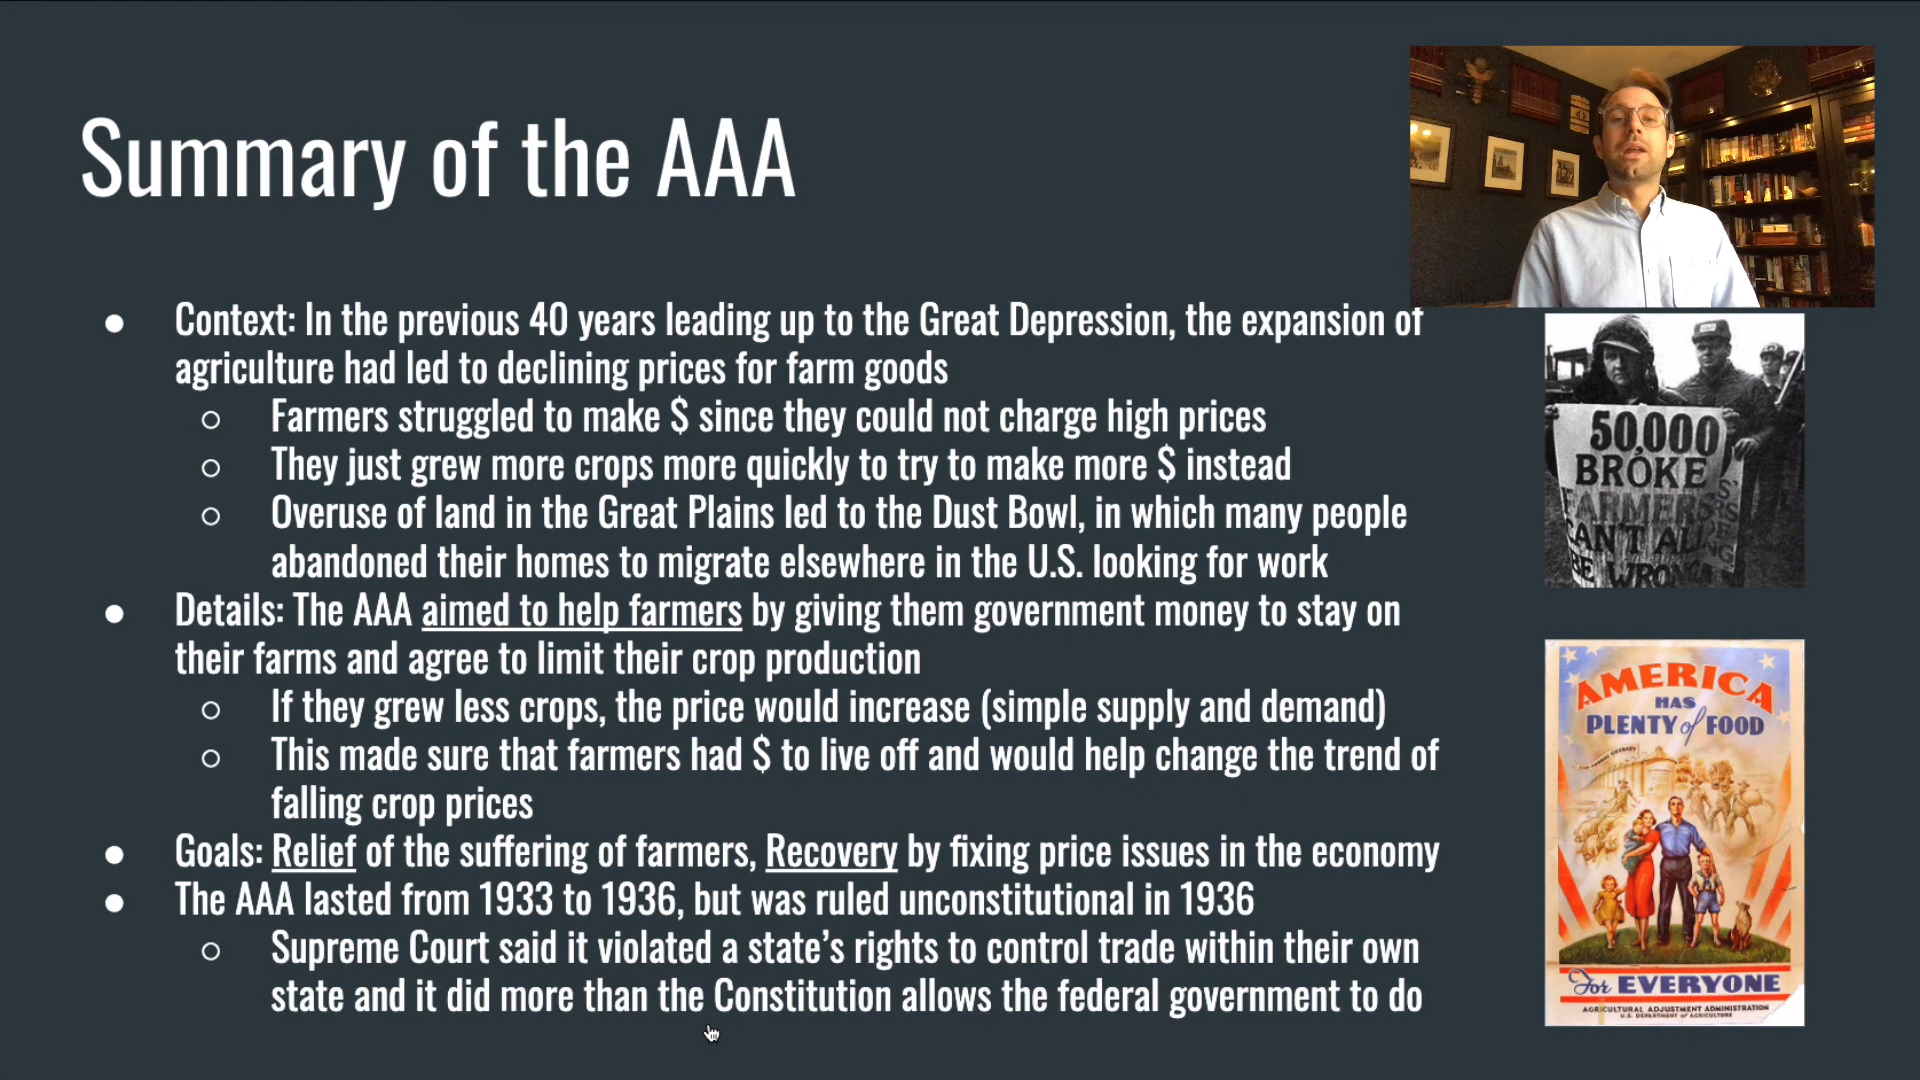 Summary of the AAA
● Context: In the previous 40 years leading up to the Great Depression, the expansion of
agriculture had led to declining prices for farm goods
○ Farmers struggled to make $ since they could not charge high prices
○ They just grew more crops more quickly to try to make more $ instead
○ Overuse of land in the Great Plains led to the Dust Bowl, in which many people
abandoned their homes to migrate elsewhere in the U.S. looking for work
● Details: The AAA aimed to help farmers by giving them government money to stay on
their farms and agree to limit their crop production
○ If they grew less crops, the price would increase (simple supply and demand)
○ This made sure that farmers had $ to live off and would help change the trend of
falling crop prices
● Goals: Relief of the suffering of farmers, Recovery by fixing price issues in the economy
● The AAA lasted from 1933 to 1936, but was ruled unconstitutional in 1936
○ Supreme Court said it violated a state's rights to control trade within their own
state and it did more than the Constitution allows the federal government to do
50,000
BROKE
FARMERS
CAN'T ALL
BE WRONG
AMERICA
HAS
PLENTY of FOOD
for EVERYONE
AGRICULTURAL ADJUSTMENT ADMINISTRATION
U.S. DEPARTMENT of AGRICULTURE